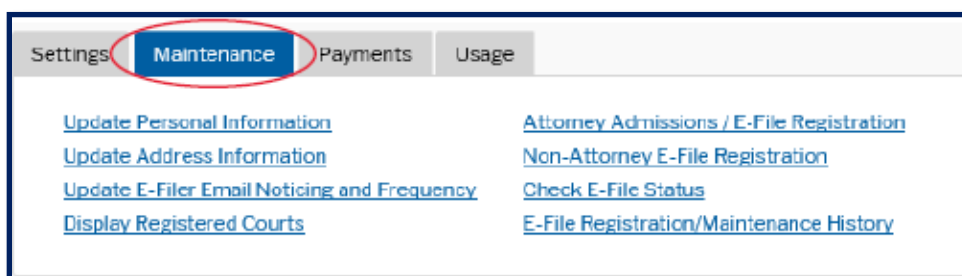 Settings Maintenance Payments Usage
Update Personal Information
Update Address Information
Update E-Filer Email Noticing and Frequency
Display Registered Courts
Attorney Admissions / E-File Registration
Non-Attorney E-File Registration
Check E-File Status
E-File Registration/Maintenance History